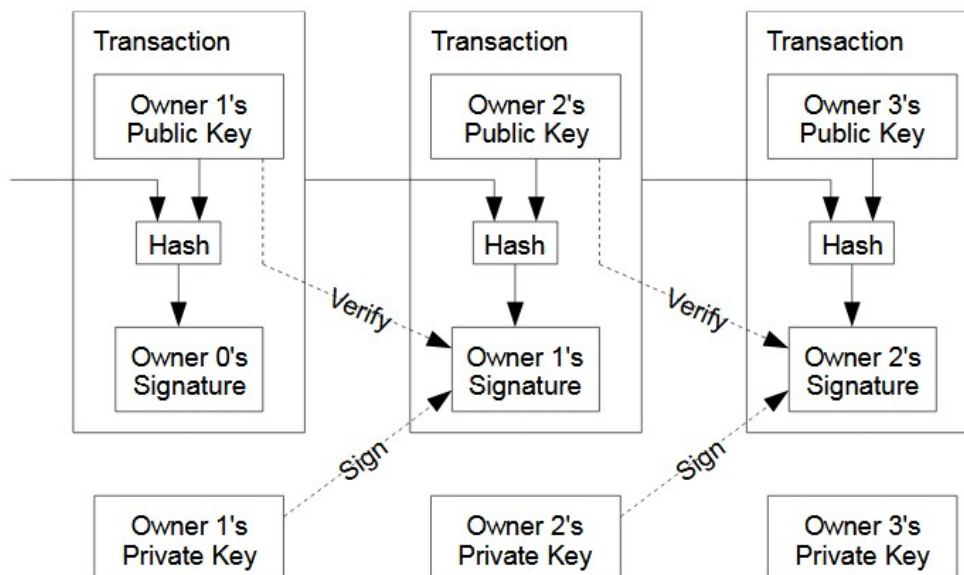 Transaction
Transaction
Transaction
Owner 1's
Public Key
Owner 2's
Public Key
Owner 3's
Public Key
Hash
Hash
Hash
Verify
Verify
Owner 0's
Signature
Owner 1's
Signature
Owner 2's
Signature
Sign
Sign
Owner 1's
Private Key
Owner 2's
Private Key
Owner 3's
Private Key